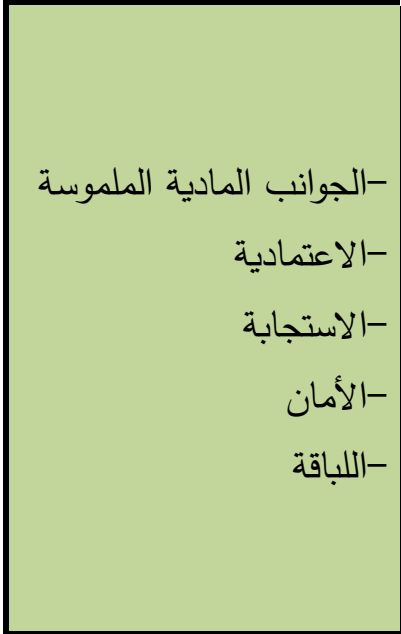 -الجوانب المادية الملموسة
-الاعتمادية
-الاستجابة
-الأمان
-اللباقة